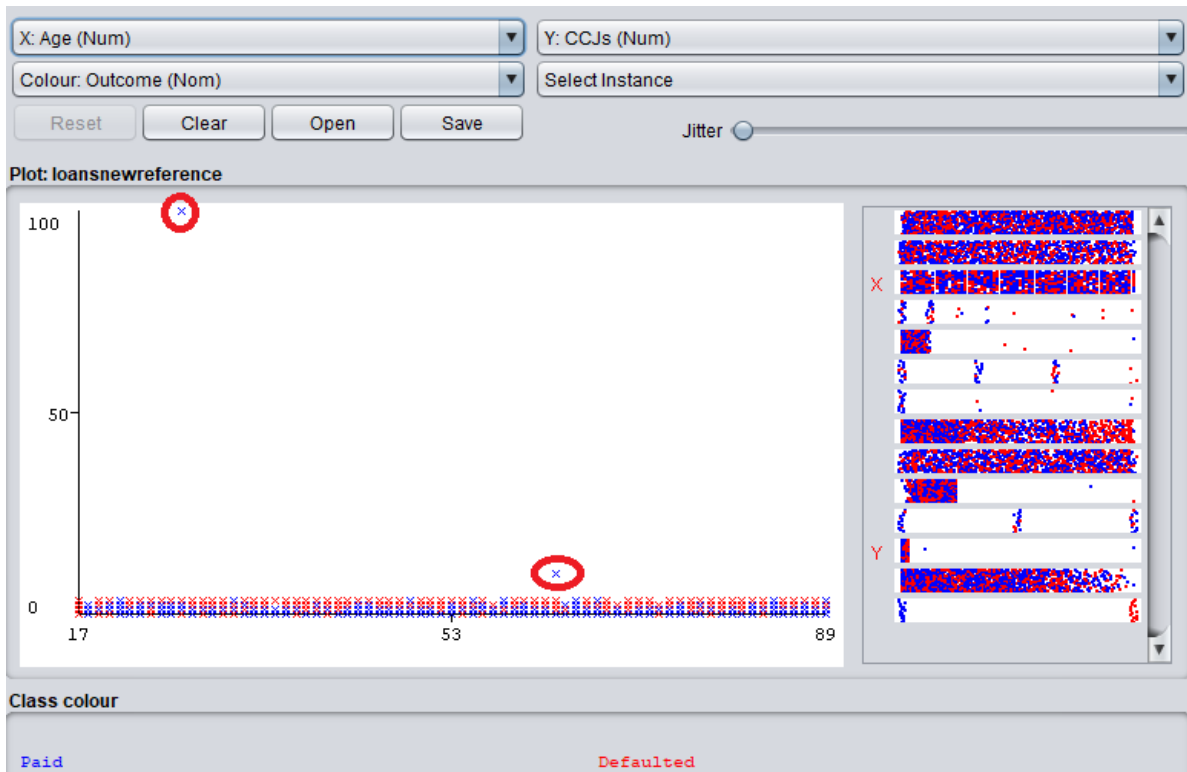 X: Age (Num) Y: CCJs (Num)
Colour: Outcome (Nom) Select Instance
Reset Clear Open Save Jitter
Plot: loansnewreference
100
50
0
17 53 89
X
Y
Class colour
Paid Defaulted